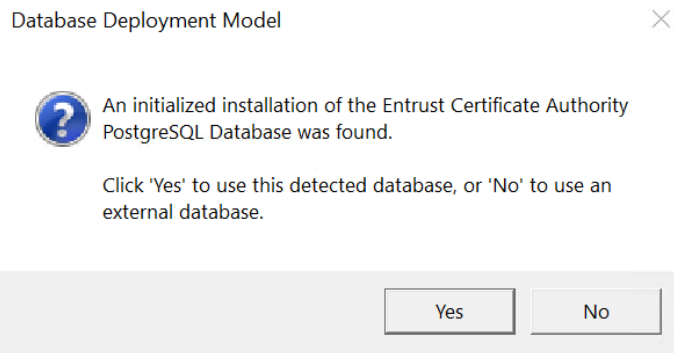 Database Deployment Model
An initialized installation of the Entrust Certificate Authority
PostgreSQL Database was found.
Click 'Yes' to use this detected database, or 'No' to use an
external database.
Yes
No